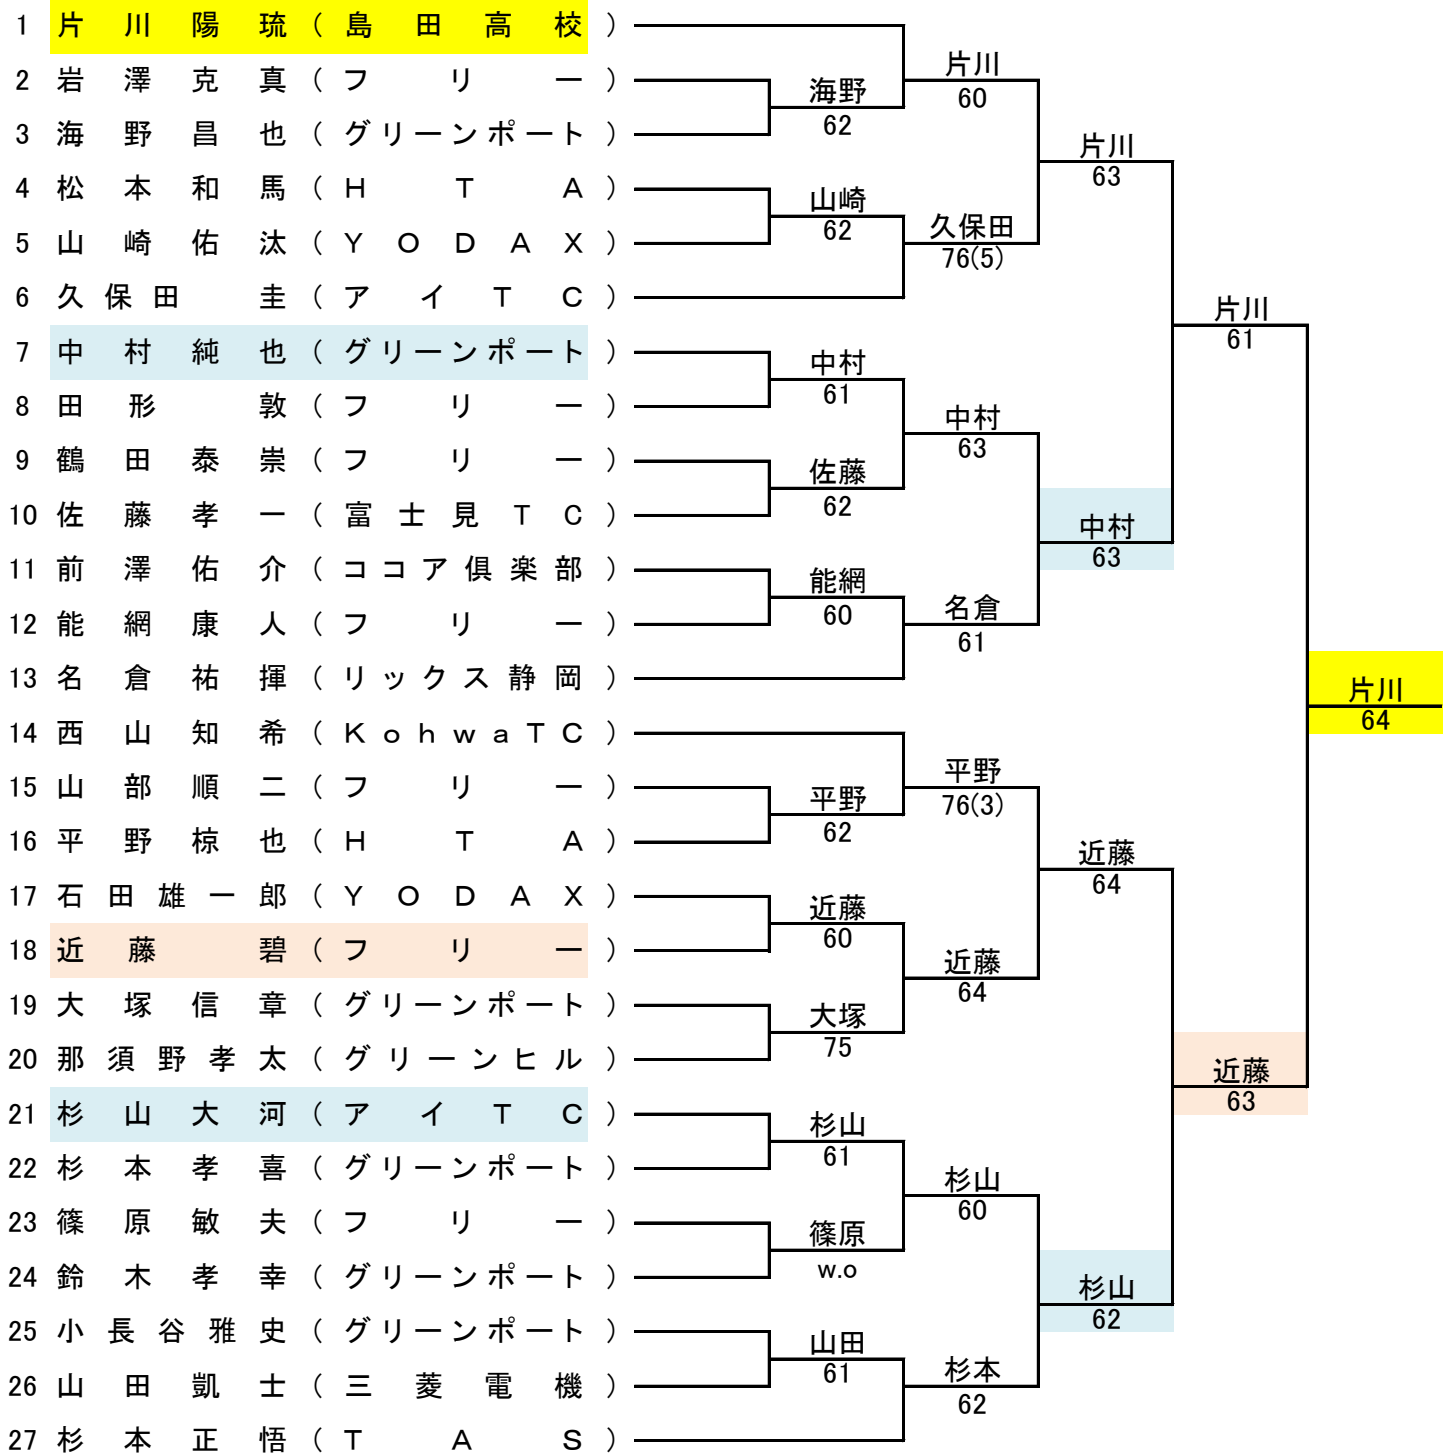 1 片川陽琉（島田高校）
2 岩澤克真（フリー）
3 海野昌也（グリーンポート）
4 松本和馬（HTA）
5 山崎佑汰（YODAX）
6 久保田圭（アイTC）
7 中村純也（グリーンポート）
8 田形敦（フリー）
9 鶴田泰崇（フリー）
10 佐藤孝一（富士見TC）
11 前澤佑介（ココア倶楽部）
12 能網康人（フリー）
13 名倉祐揮（リックス静岡）
14 西山知希（KohwaTC）
15 山部順二（フリー）
16 平野椋也（HTA）
17 石田雄一郎（YODAX）
18 近藤碧（フリー）
19 大塚信章（グリーンポート）
20 那須野孝太（グリーンヒル）
21 杉山大河（アイTC）
22 杉本孝喜（グリーンポート）
23 篠原敏夫（フリー）
24 鈴木孝幸（グリーンポート）
25 小長谷雅史（グリーンポート）
26 山田凱士（三菱電機）
27 杉本正悟（TAS）
海野
62
山崎
62
中村
61
佐藤
62
能網
60
平野
62
近藤
60
大塚
75
杉山
61
篠原
w.o
山田
61
片川
60
久保田
76(5)
中村
63
名倉
61
平野
76(3)
近藤
64
杉山
60
杉本
62
片川
63
中村
63
近藤
64
杉山
62
片川
61
近藤
63
片川
64